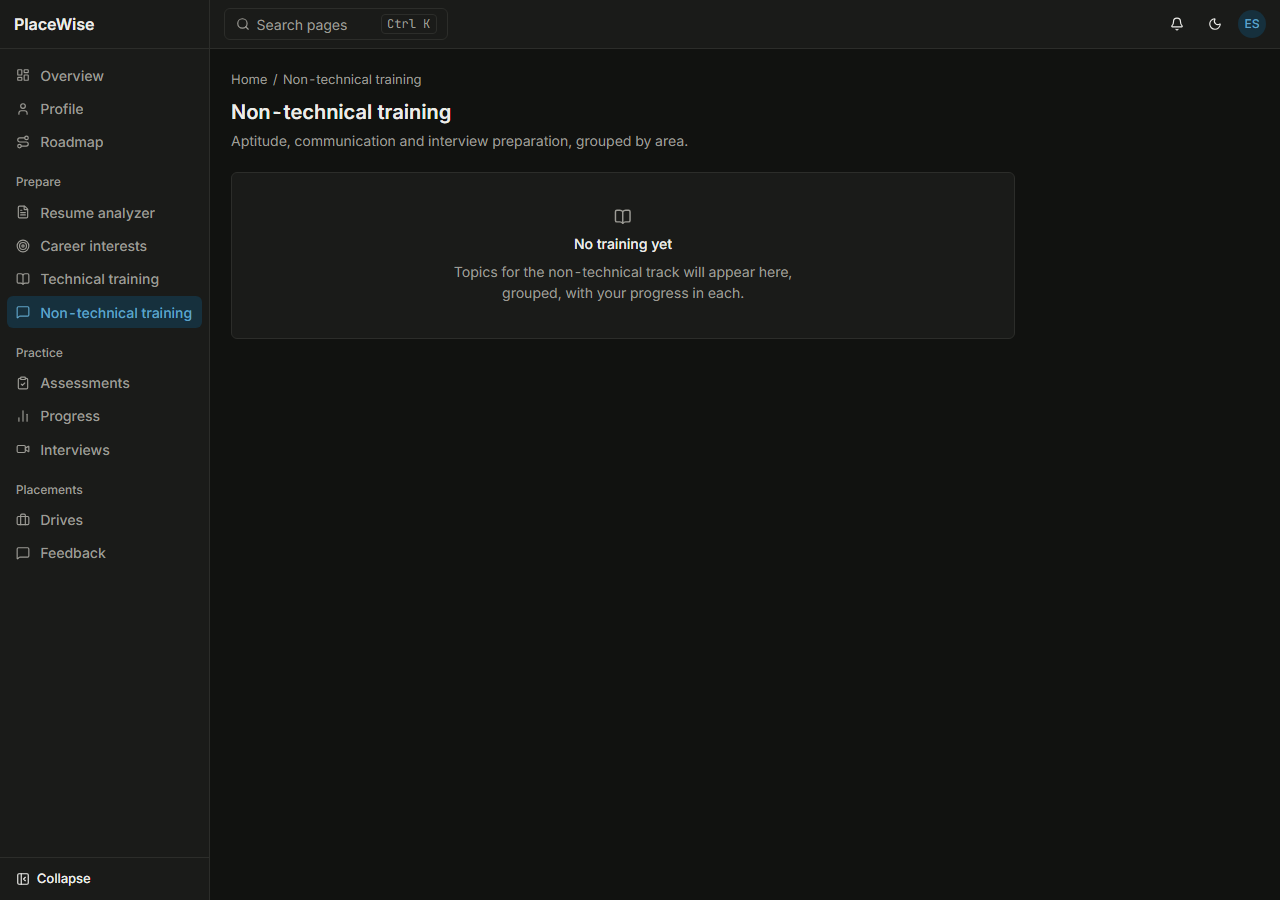 PlaceWise
Search pages
Ctrl K
ES
Overview
Profile
Roadmap
Prepare
Resume analyzer
Career interests
Technical training
Non-technical training
Practice
Assessments
Progress
Interviews
Placements
Drives
Feedback
Collapse
Home / Non-technical training
Non-technical training
Aptitude, communication and interview preparation, grouped by area.
No training yet
Topics for the non-technical track will appear here,
grouped, with your progress in each.